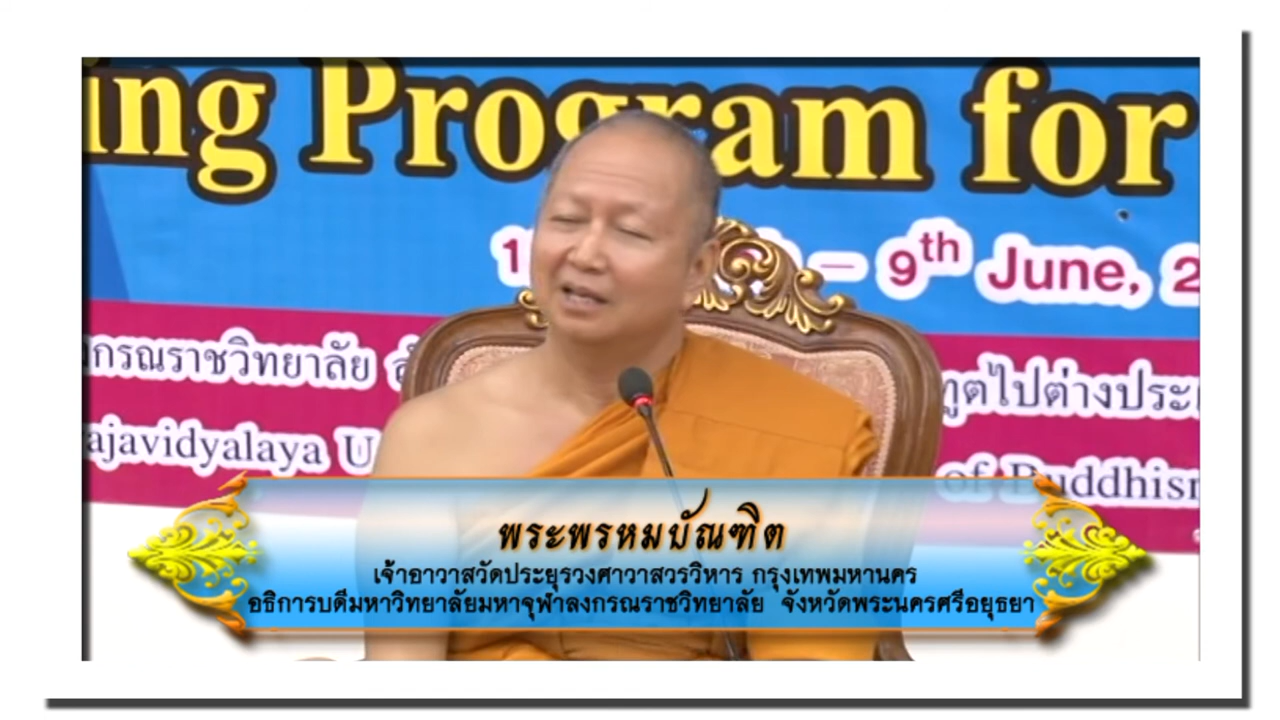 ing Program for
– 9th June, 2
งกรณราชวิทยาลัย
ทูตไปต่างประ
ajavidyalaya U
of Buddhis
พระพรหมบัณฑิต
เจ้าอาวาสวัดประยุรวงศาวาสวรวิหาร กรุงเทพมหานคร
อธิการบดีมหาวิทยาลัยมหาจุฬาลงกรณราชวิทยาลัย จังหวัดพระนครศรีอยุธยา